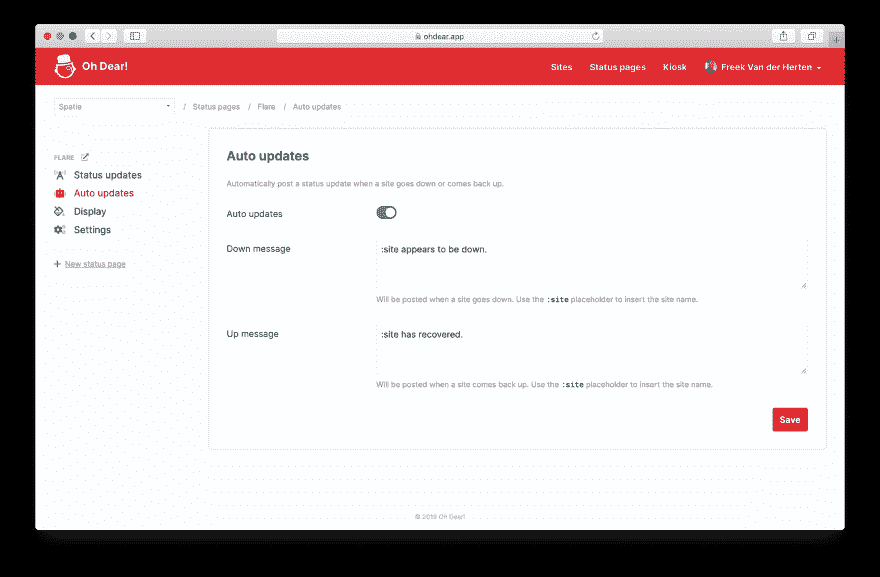 ohdear.app
Oh Dear!
Sites Status pages Kiosk Freek Van der Herten
Spatie / Status pages / Flare / Auto updates
FLARE
Status updates
Auto updates
Display
Settings
+ New status page
Auto updates
Automatically post a status update when a site goes down or comes back up.
Auto updates
Down message
:site appears to be down.
Will be posted when a site goes down. Use the :site placeholder to insert the site name.
Up message
:site has recovered.
Will be posted when a site comes back up. Use the :site placeholder to insert the site name.
Save
© 2019 Oh Dear!